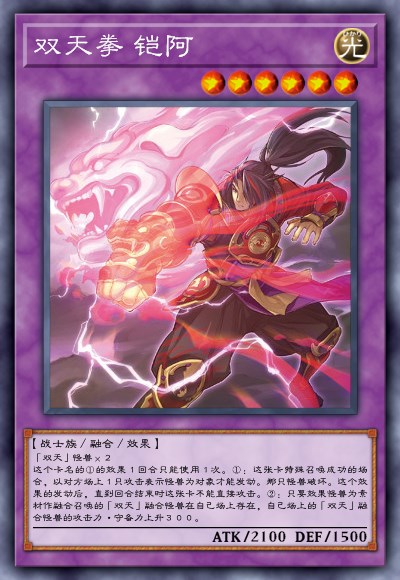 双天拳 铠阿
ひかり
光
【战士族／融合／效果】
「双天」怪兽×2
这个卡名的①的效果1回合只能使用1次。①：这张卡特殊召唤成功的场
合，以对方场上1只攻击表示怪兽为对象才能发动。那只怪兽破坏。这个效
果的发动后，直到回合结束时这张卡不能直接攻击。②：只要效果怪兽为素
材作融合召唤的「双天」融合怪兽在自己场上存在，自己场上的「双天」融
合怪兽的攻击力·守备力上升３００。
ATK/2100 DEF/1500